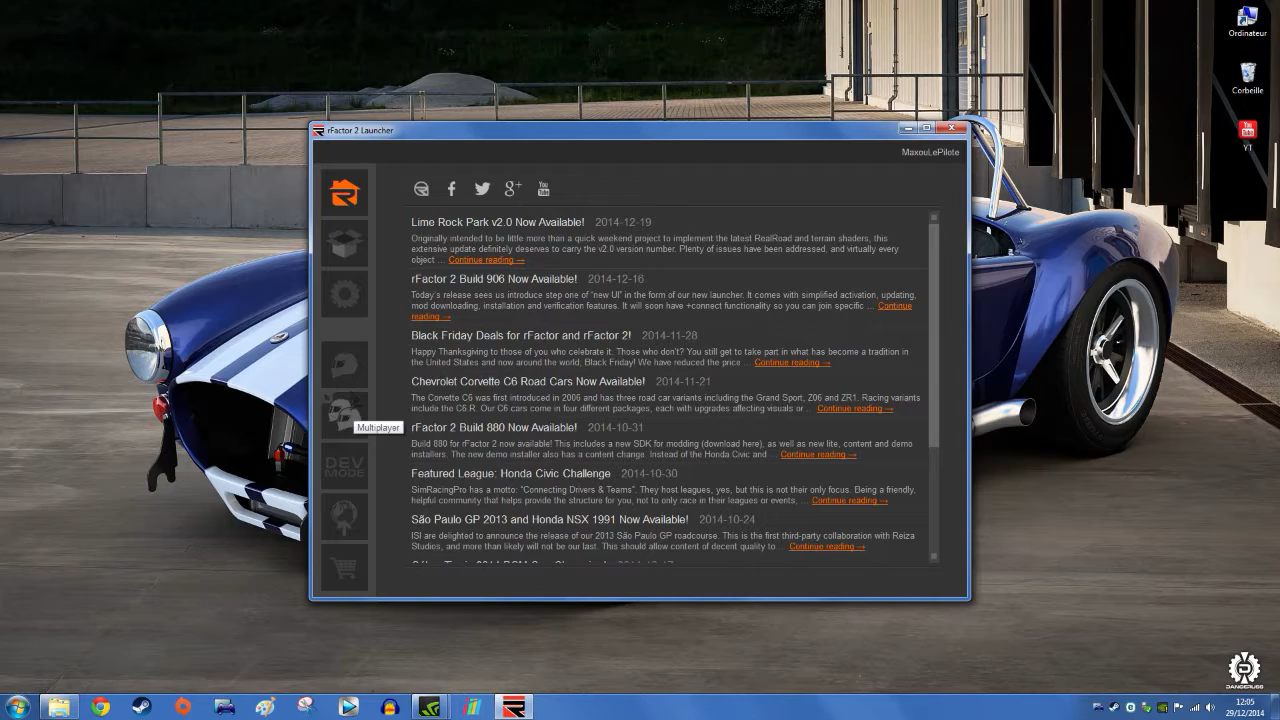 Ordinateur
Corbeille
YT
rFactor 2 Launcher
MaxouLePilote
Lime Rock Park v2.0 Now Available! 2014-12-19
Originally intended to be little more than a quick weekend project to implement the latest RealRoad and terrain shaders, this
extensive update definitely deserves to carry the v2.0 version number. Plenty of issues have been addressed, and virtually every
object ... Continue reading →
rFactor 2 Build 906 Now Available! 2014-12-16
Today's release sees us introduce step one of "new UI" in the form of our new launcher. It comes with simplified activation, updating,
mod downloading, installation and verification features. It will soon have +connect functionality so you can join specific ... Continue
reading →
Black Friday Deals for rFactor and rFactor 2! 2014-11-28
Happy Thanksgiving to those of you who celebrate it. Those who don't? You still get to take part in what has become a tradition in
the United States and now around the world, Black Friday! We have reduced the price ... Continue reading →
Chevrolet Corvette C6 Road Cars Now Available! 2014-11-21
The Corvette C6 was first introduced in 2006 and has three road car variants including the Grand Sport, Z06 and ZR1. Racing variants
include the C6.R. Our C6 cars come in four different packages, each with upgrades affecting visuals or ... Continue reading →
Multiplayer
rFactor 2 Build 880 Now Available! 2014-10-31
Build 880 for rFactor 2 now available! This includes a new SDK for modding (download here), as well as new lite, content and demo
installers. The new demo installer also has a content change. Instead of the Honda Civic and ... Continue reading →
DEV
MODE
Featured League: Honda Civic Challenge 2014-10-30
SimRacingPro has a motto: "Connecting Drivers & Teams". They host leagues, yes, but this is not their only focus. Being a friendly,
helpful community that helps provide the structure for you, not to only race in their leagues or events, ... Continue reading →
São Paulo GP 2013 and Honda NSX 1991 Now Available! 2014-10-24
ISI are delighted to announce the release of our 2013 São Paulo GP roadcourse. This is the first third-party collaboration with Reiza
Studios, and more than likely will not be our last. This should allow content of decent quality to... Continue reading →
DANGERUSS
12:05
29/12/2014